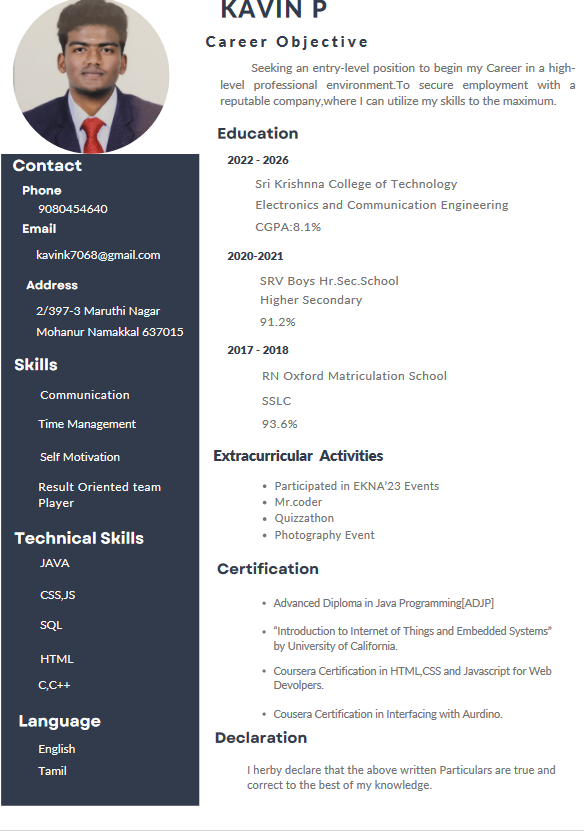 KAVIN P
Career Objective
Seeking an entry-level position to begin my Career in a high-
level professional environment.To secure employment with a
reputable company,where I can utilize my skills to the maximum.
Education
2022 - 2026
Sri Krishnna College of Technology
Electronics and Communication Engineering
CGPA:8.1%
2020-2021
SRV Boys Hr.Sec.School
Higher Secondary
91.2%
2017 - 2018
RN Oxford Matriculation School
SSLC
93.6%
Extracurricular Activities
• Participated in EKNA'23 Events
• Mr.coder
• Quizzathon
• Photography Event
Certification
• Advanced Diploma in Java Programming[ADJP]
• “Introduction to Internet of Things and Embedded Systems”
by University of California.
• Coursera Certification in HTML,CSS and Javascript for Web
Devolpers.
• Cousera Certification in Interfacing with Aurdino.
Declaration
I herby declare that the above written Particulars are true and
correct to the best of my knowledge.
Contact
Phone
9080454640
Email
kavink7068@gmail.com
Address
2/397-3 Maruthi Nagar
Mohanur Namakkal 637015
Skills
Communication
Time Management
Self Motivation
Result Oriented team
Player
Technical Skills
JAVA
CSS,JS
SQL
HTML
C,C++
Language
English
Tamil